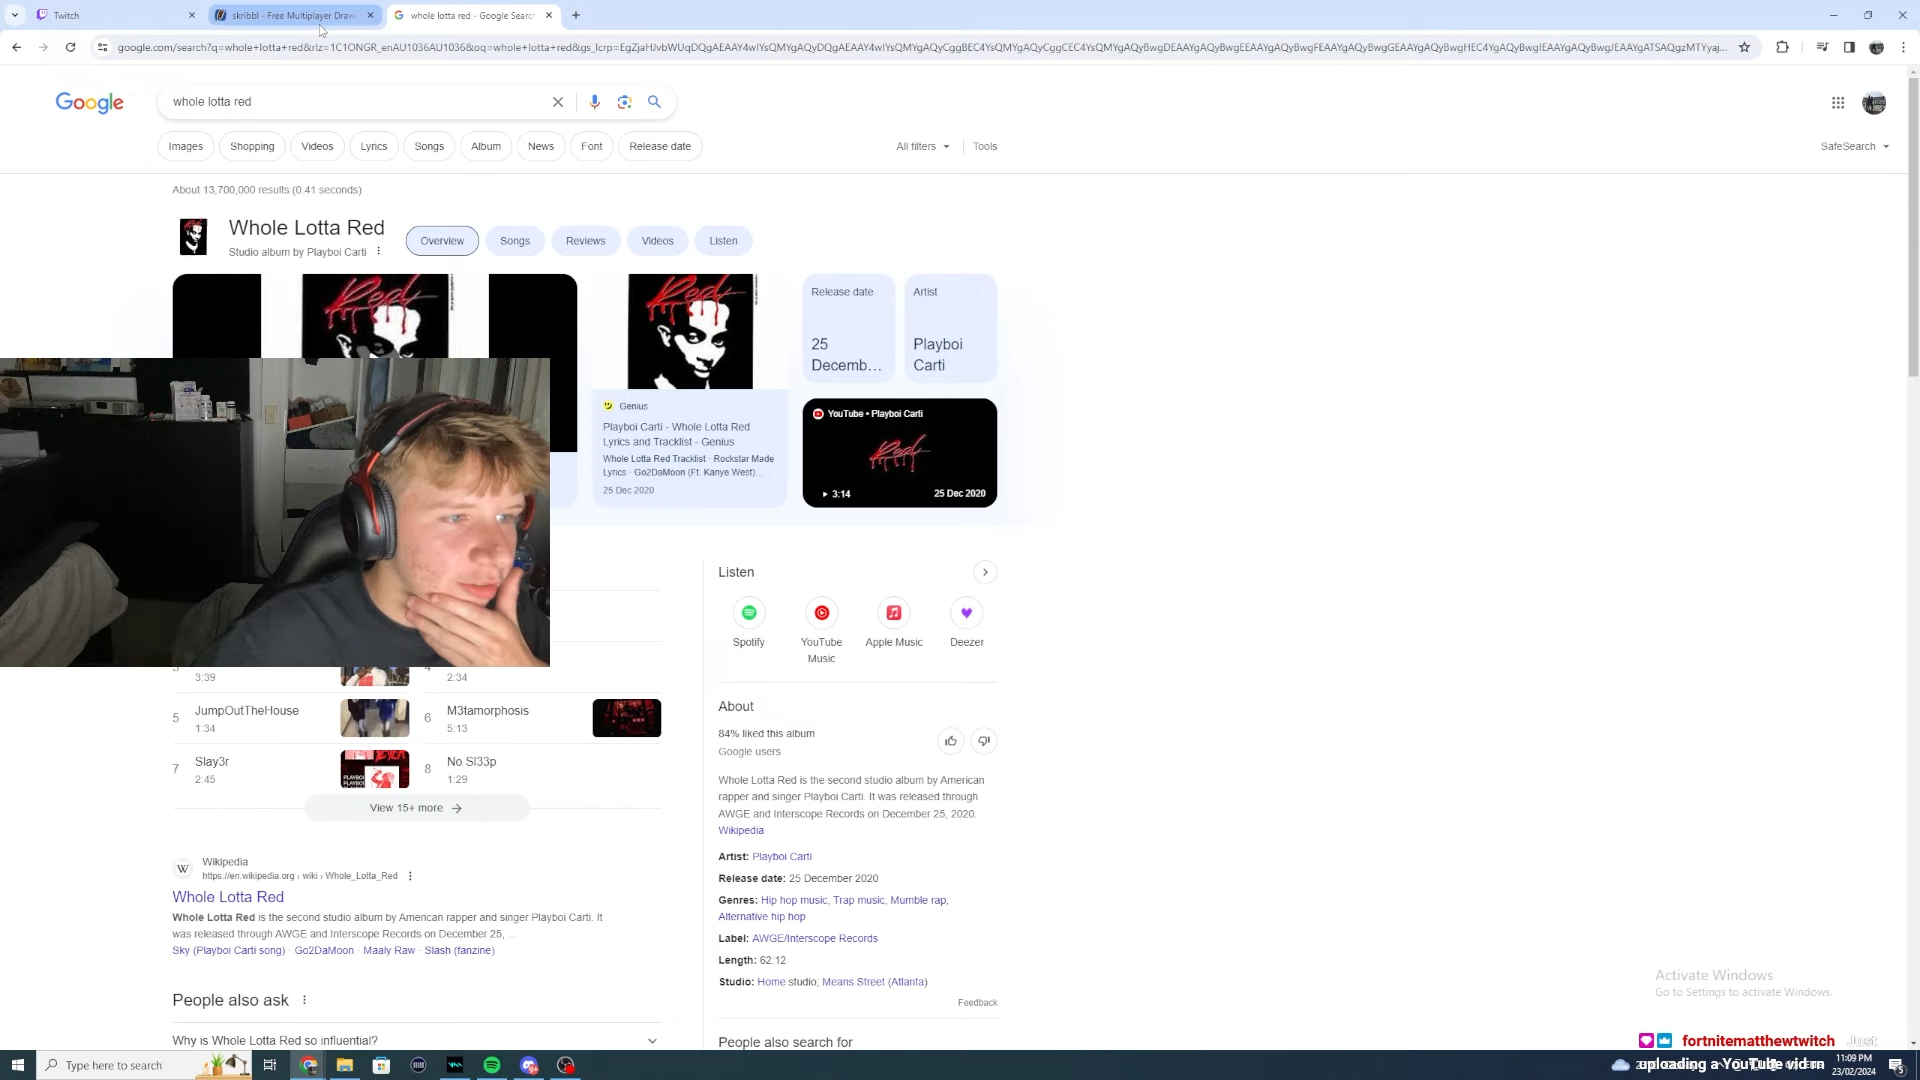 Twitch
skribbl - Free Multiplayer Draw
whole lotta red - Google Search
Google
whole lotta red
Images
Shopping
Videos
Lyrics
Songs
Album
News
Font
Release date
All filters
Tools
SafeSearch
About 13,700,000 results (0.41 seconds)
Whole Lotta Red
Studio album by Playboi Carti
Overview
Songs
Reviews
Videos
Listen
Red
Red
Release date
25
Decemb...
Artist
Playboi
Carti
Genius
Playboi Carti - Whole Lotta Red
Lyrics and Tracklist - Genius
Whole Lotta Red Tracklist · Rockstar Made
Lyrics · Go2DaMoon (Ft. Kanye West)...
25 Dec 2020
YouTube • Playboi Carti
Red
3:14
25 Dec 2020
3:39
2:34
5
JumpOutTheHouse
1:34
6
M3tamorphosis
5:13
7
Slay3r
2:45
8
No Sl33p
1:29
View 15+ more
Listen
Spotify
YouTube
Music
Apple Music
Deezer
About
84% liked this album
Google users
Whole Lotta Red is the second studio album by American
rapper and singer Playboi Carti. It was released through
AWGE and Interscope Records on December 25, 2020.
Wikipedia
Artist: Playboi Carti
Release date: 25 December 2020
Genres: Hip hop music, Trap music, Mumble rap,
Alternative hip hop
Label: AWGE/Interscope Records
Length: 62:12
Studio: Home studio, Means Street (Atlanta)
Feedback
People also search for
W
Wikipedia
https://en.wikipedia.org › wiki › Whole_Lotta_Red
Whole Lotta Red
Whole Lotta Red is the second studio album by American rapper and singer Playboi Carti. It
was released through AWGE and Interscope Records on December 25, ...
Sky (Playboi Carti song) · Go2DaMoon · Maaly Raw · Slash (fanzine)
People also ask
Why is Whole Lotta Red so influential?
Activate Windows
Go to Settings to activate Windows.
fortnitematthewtwitch Just
uploading a YouTube vid rn
Type here to search
11:09 PM
23/02/2024